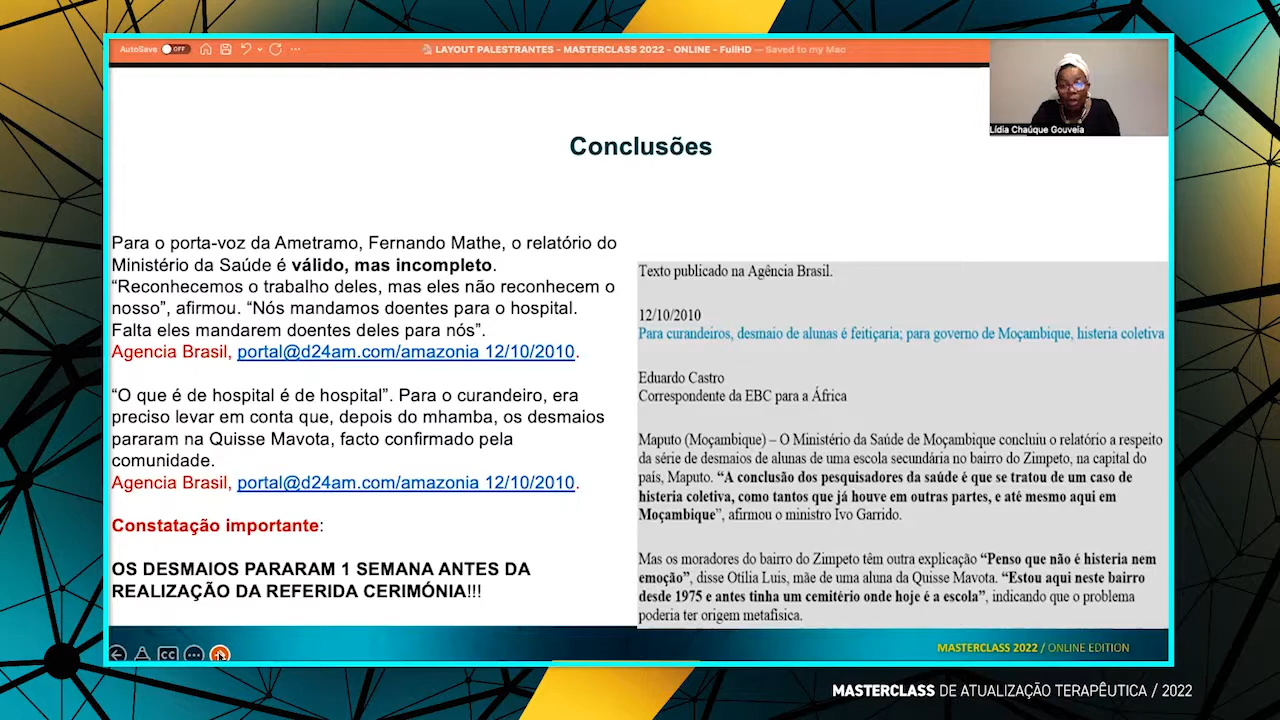 AutoSave OFF
LAYOUT PALESTRANTES - MASTERCLASS 2022 - ONLINE - FullHD — Saved to my Mac
Lídia Chaúque Gouveia
Conclusões
Para o porta-voz da Ametramo, Fernando Mathe, o relatório do
Ministério da Saúde é válido, mas incompleto.
“Reconhecemos o trabalho deles, mas eles não reconhecem o
nosso”, afirmou. “Nós mandamos doentes para o hospital.
Falta eles mandarem doentes deles para nós”.
Agencia Brasil, portal@d24am.com/amazonia 12/10/2010.
“O que é de hospital é de hospital”. Para o curandeiro, era
preciso levar em conta que, depois do mhamba, os desmaios
pararam na Quisse Mavota, facto confirmado pela
comunidade.
Agencia Brasil, portal@d24am.com/amazonia 12/10/2010.
Constatação importante:
OS DESMAIOS PARARAM 1 SEMANA ANTES DA
REALIZAÇÃO DA REFERIDA CERIMÓNIA!!!
Texto publicado na Agência Brasil.
12/10/2010
Para curandeiros, desmaio de alunas é feitiçaria; para governo de Moçambique, histeria coletiva
Eduardo Castro
Correspondente da EBC para a África
Maputo (Moçambique) – O Ministério da Saúde de Moçambique concluiu o relatório a respeito
da série de desmaios de alunas de uma escola secundária no bairro do Zimpeto, na capital do
país, Maputo. “A conclusão dos pesquisadores da saúde é que se tratou de um caso de
histeria coletiva, como tantos que já houve em outras partes, e até mesmo aqui em
Moçambique”, afirmou o ministro Ivo Garrido.
Mas os moradores do bairro do Zimpeto têm outra explicação “Penso que não é histeria nem
emoção”, disse Otília Luis, mãe de uma aluna da Quisse Mavota. “Estou aqui neste bairro
desde 1975 e antes tinha um cemitério onde hoje é a escola”, indicando que o problema
poderia ter origem metafísica.
CC
MASTERCLASS 2022 / ONLINE EDITION
MASTERCLASS DE ATUALIZAÇÃO TERAPÊUTICA / 2022